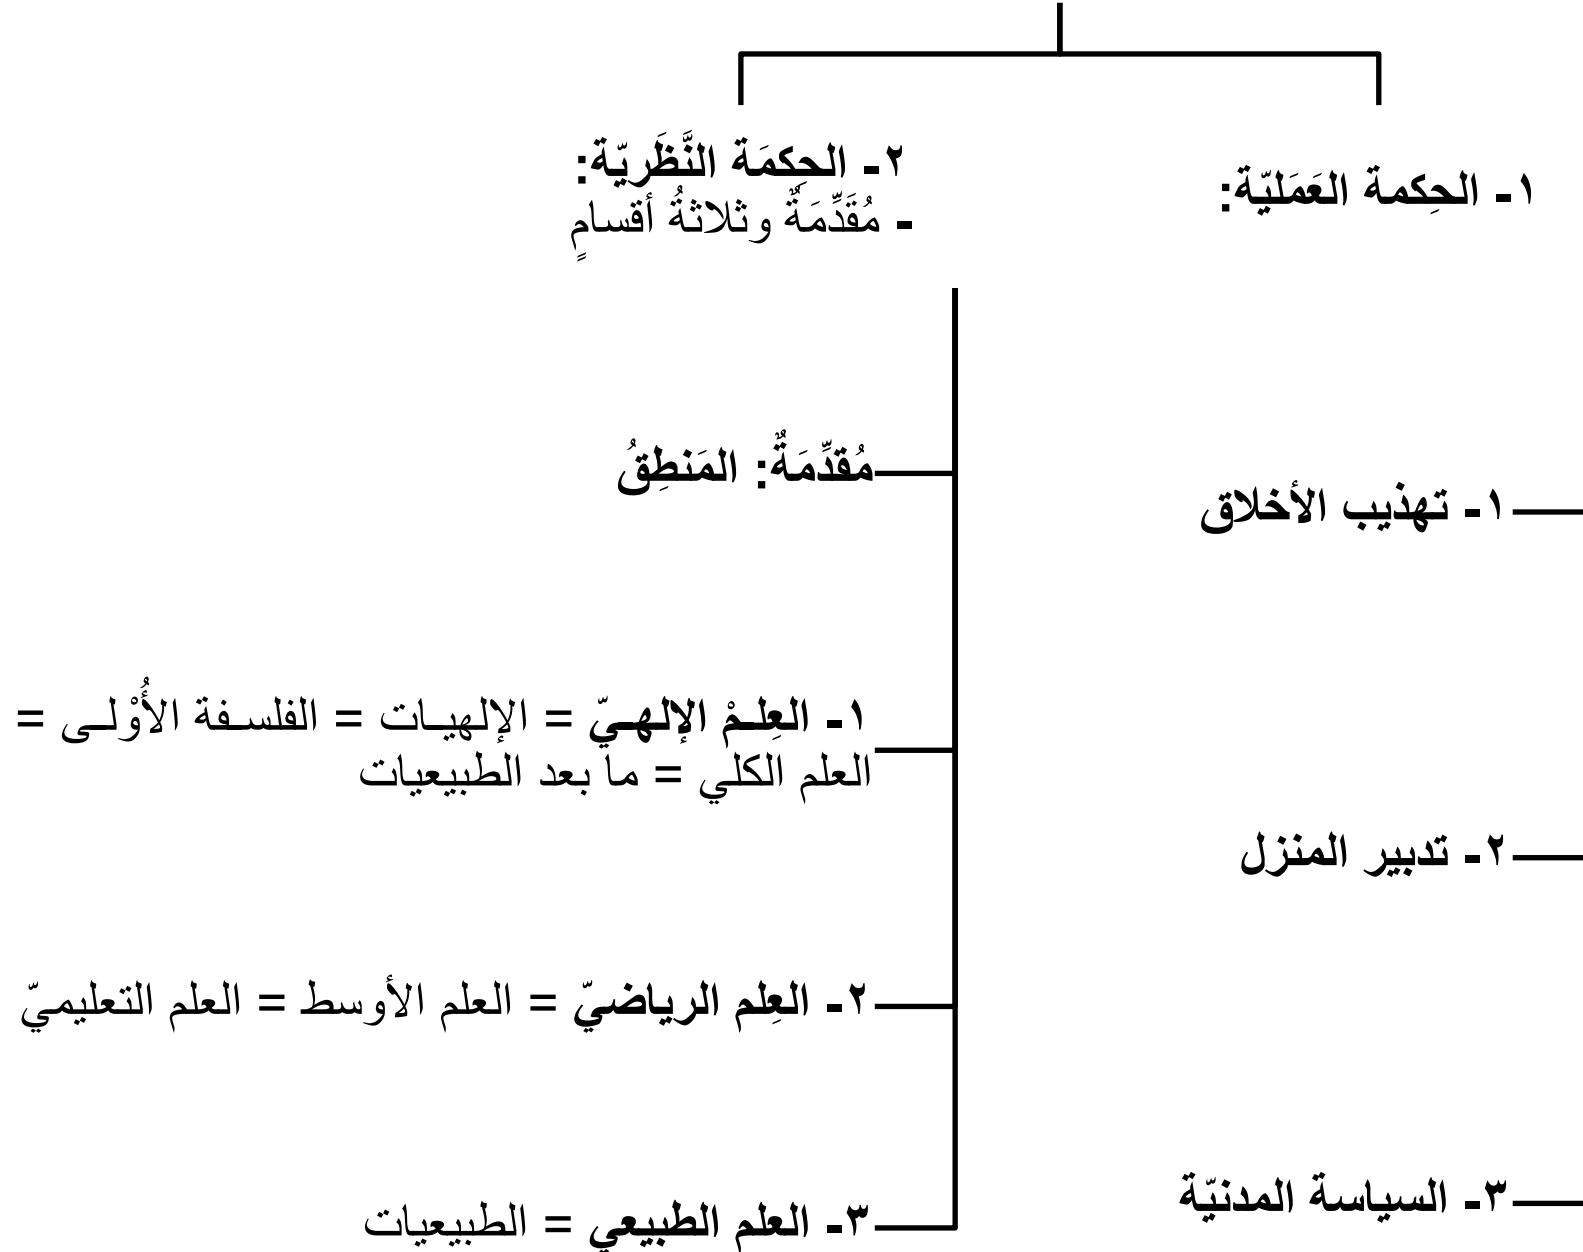 ١- الحِكمة العَمَليّة:
١- تهذيب الأخلاق
٢- تدبير المنزل
٣- السياسة المدنيّة
٢- الحِكمَة النَّظَريّة:
- مُقَدِّمَةٌ وثلاثةُ أقسامٍ
مُقدِّمَةٌ: المَنطِقُ
١- العِلمْ الإلهيّ = الإلهيات = الفلسفة الأُوْلى =
العلم الكلي = ما بعد الطبيعيات
٢- العِلم الرياضيّ = العلم الأوسط = العلم التعليميّ
٣- العلم الطبيعي = الطبيعيات